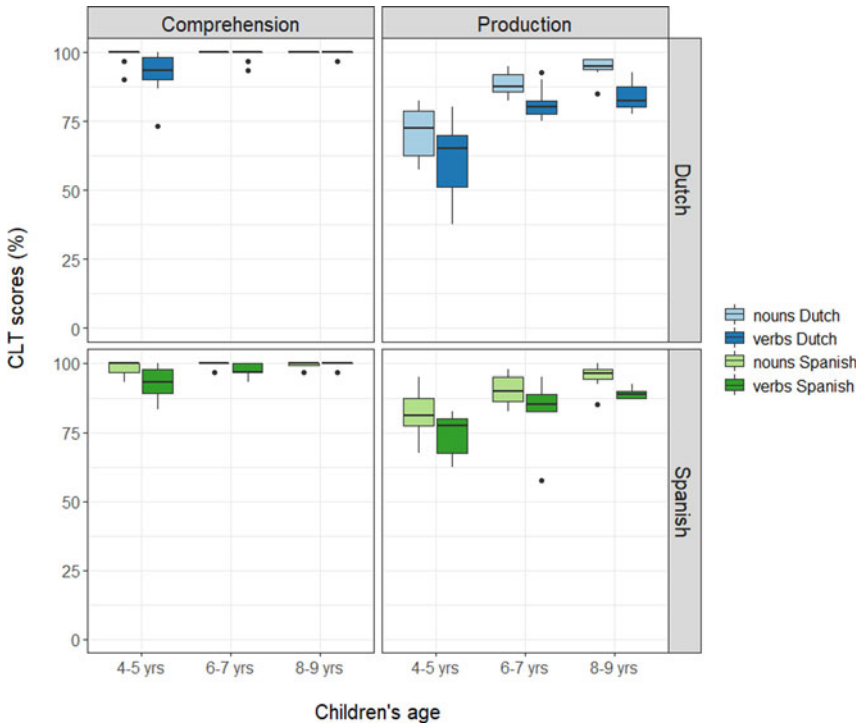 Comprehension
Production
100
75
50
25
0
Dutch
CLT scores (%)
100
75
50
25
0
Spanish
nouns Dutch
verbs Dutch
nouns Spanish
verbs Spanish
4-5 yrs
6-7 yrs
8-9 yrs
4-5 yrs
6-7 yrs
8-9 yrs
Children's age